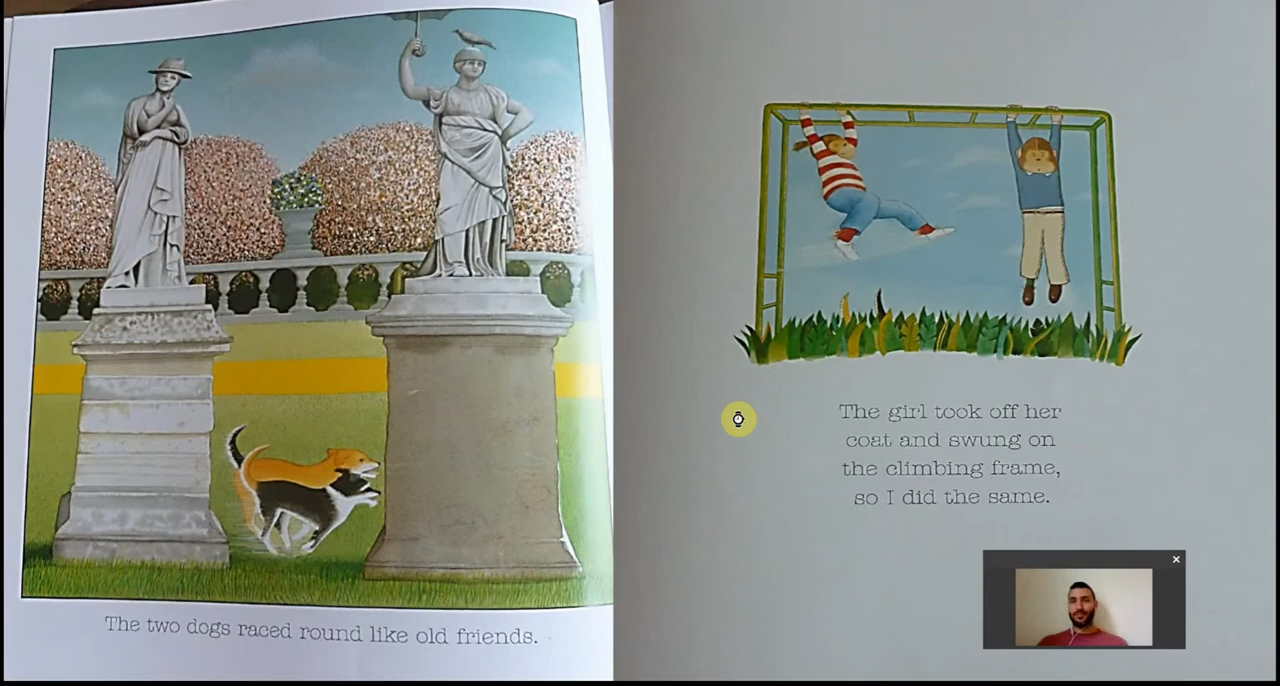 The two dogs raced round like old friends.
The girl took off her
coat and swung on
the climbing frame,
so I did the same.